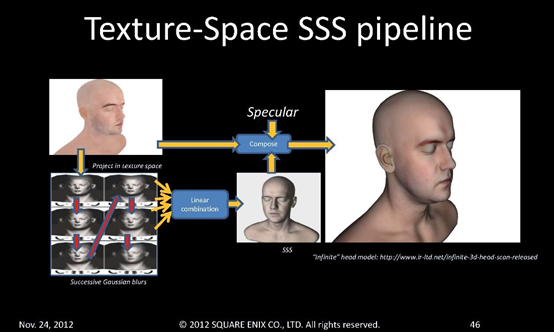 Texture-Space SSS pipeline
Specular
Compose
Project in texture space
Linear
combination
SSS
"Infinite" head model: http://www.ir-ltd.net/infinite-3d-head-scan-released
Successive Gaussian blurs
Nov. 24, 2012
© 2012 SQUARE ENIX CO., LTD. All rights reserved.
46